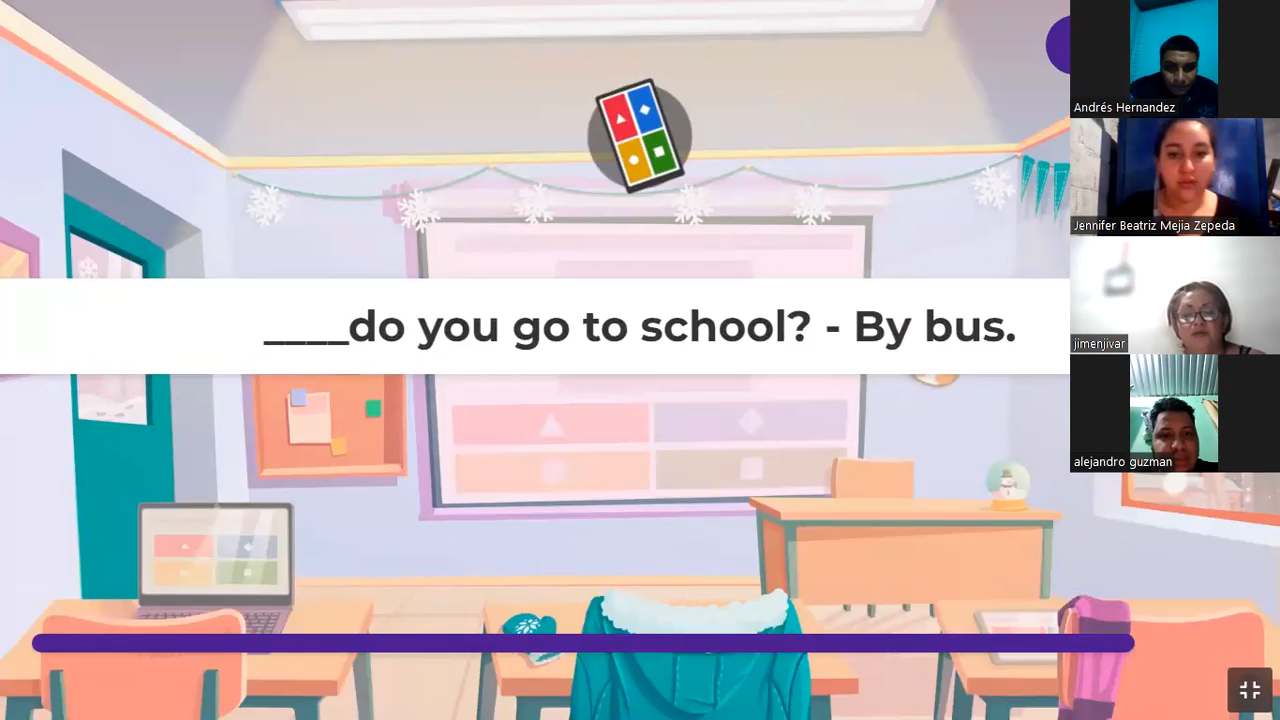 ____do you go to school? - By bus.
Andrés Hernandez
Jennifer Beatriz Mejia Zepeda
jimenjivar
alejandro guzman